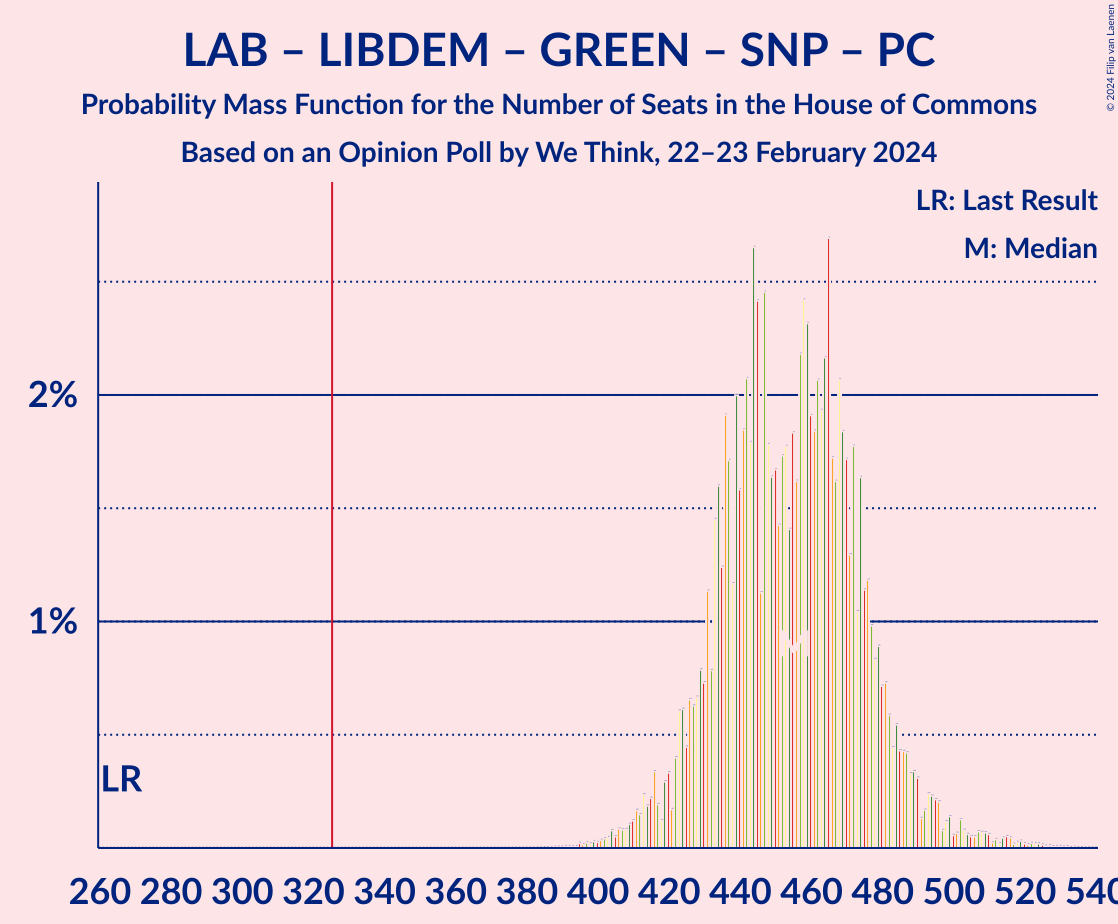 LAB – LIBDEM – GREEN – SNP – PC
Probability Mass Function for the Number of Seats in the House of Commons
Based on an Opinion Poll by We Think, 22–23 February 2024
© 2024 Filip van Laenen
LR: Last Result
M: Median
2%
1%
LR
M
260 280 300 320 340 360 380 400 420 440 460 480 500 520 540